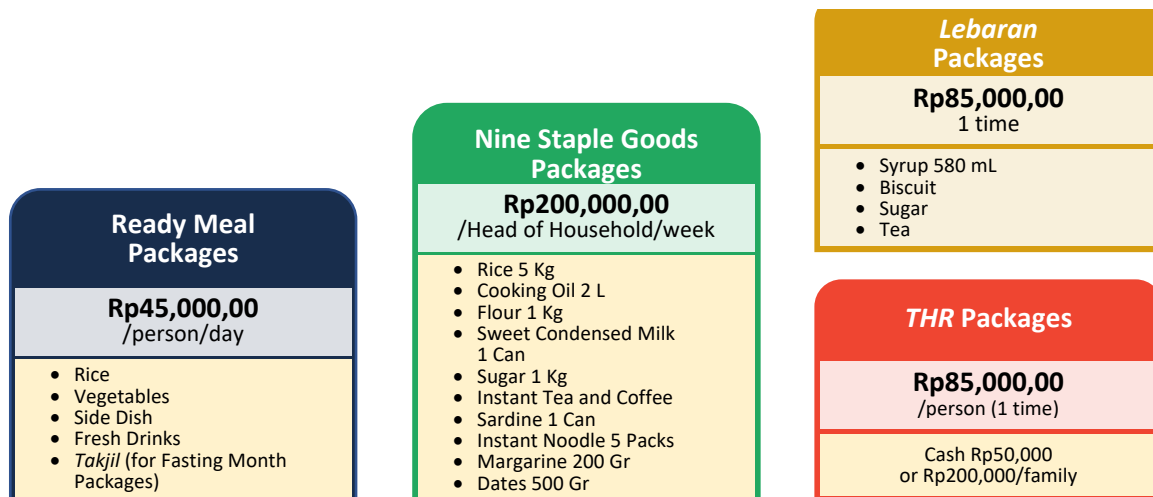 Ready Meal
Packages
Rp45,000,00
/person/day
• Rice
• Vegetables
• Side Dish
• Fresh Drinks
• Takjil (for Fasting Month
Packages)
Nine Staple Goods
Packages
Rp200,000,00
/Head of Household/week
• Rice 5 Kg
• Cooking Oil 2 L
• Flour 1 Kg
• Sweet Condensed Milk
1 Can
• Sugar 1 Kg
• Instant Tea and Coffee
• Sardine 1 Can
• Instant Noodle 5 Packs
• Margarine 200 Gr
• Dates 500 Gr
Lebaran
Packages
Rp85,000,00
1 time
• Syrup 580 mL
• Biscuit
• Sugar
• Tea
THR Packages
Rp85,000,00
/person (1 time)
Cash Rp50,000
or Rp200,000/family